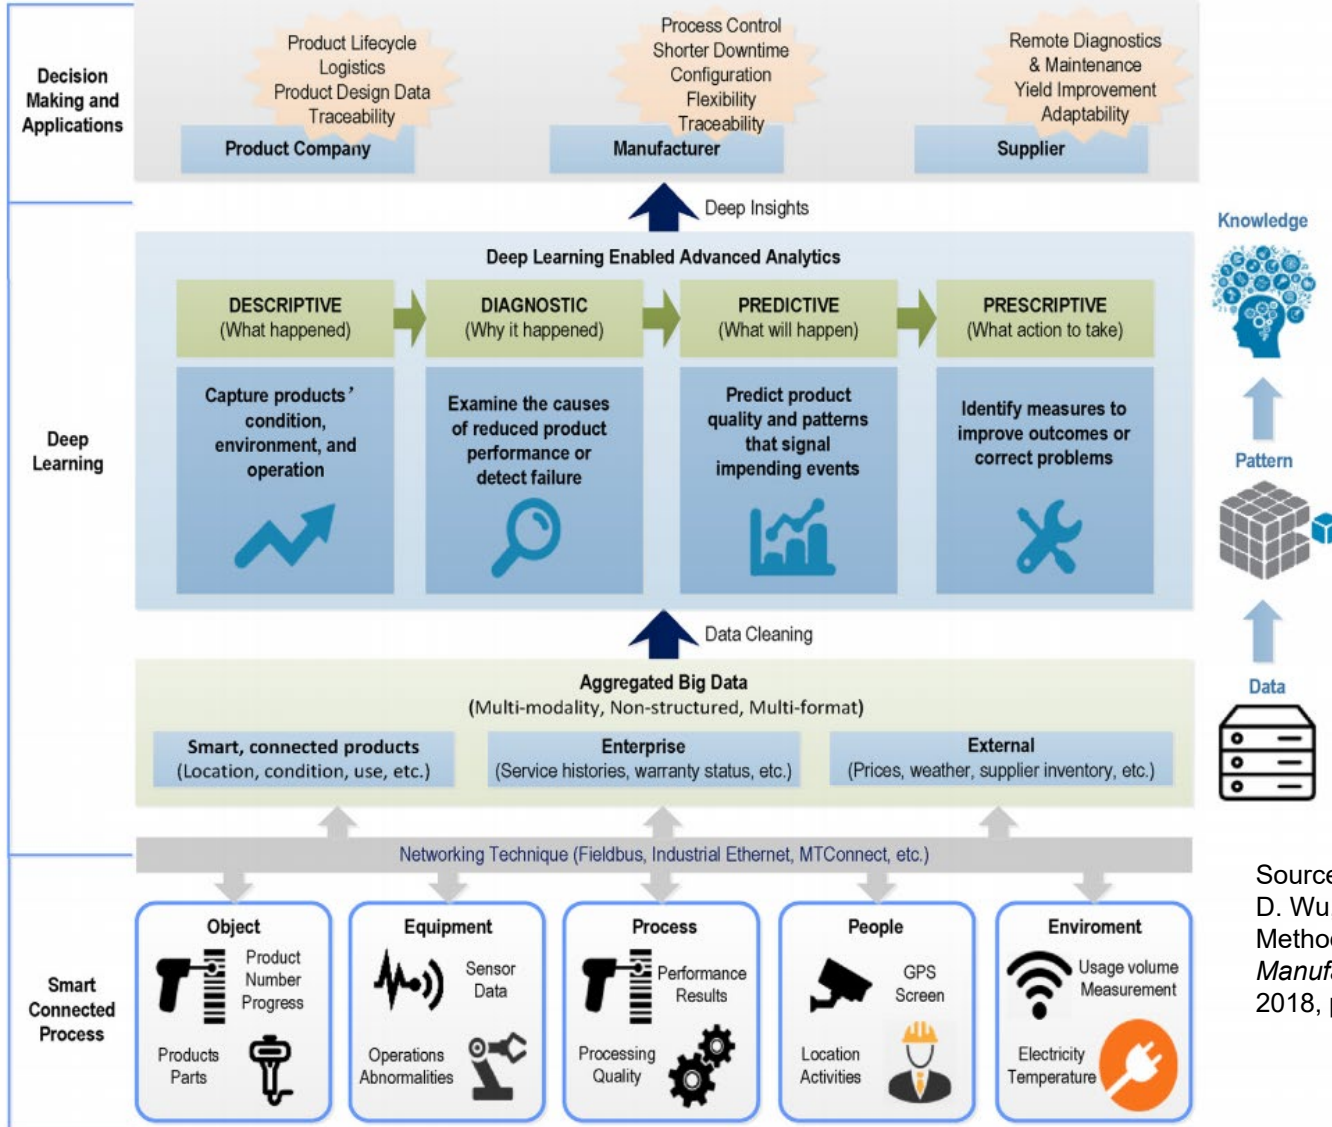 Decision
Making and
Applications
Product Lifecycle
Logistics
Product Design Data
Traceability
Product Company
Process Control
Shorter Downtime
Configuration
Flexibility
Traceability
Manufacturer
Remote Diagnostics
& Maintenance
Yield Improvement
Adaptability
Supplier
Deep Insights
Deep
Learning
Deep Learning Enabled Advanced Analytics
DESCRIPTIVE
(What happened)
DIAGNOSTIC
(Why it happened)
PREDICTIVE
(What will happen)
PRESCRIPTIVE
(What action to take)
Capture products’
condition,
environment, and
operation
Examine the causes
of reduced product
performance or
detect failure
Predict product
quality and patterns
that signal
impending events
Identify measures to
improve outcomes or
correct problems
Data Cleaning
Aggregated Big Data
(Multi-modality, Non-structured, Multi-format)
Smart, connected products
(Location, condition, use, etc.)
Enterprise
(Service histories, warranty status, etc.)
External
(Prices, weather, supplier inventory, etc.)
Knowledge
Pattern
Data
Networking Technique (Fieldbus, Industrial Ethernet, MTConnect, etc.)
Smart
Connected
Process
Object
Product
Number
Progress
Products
Parts
Equipment
Sensor
Data
Operations
Abnormalities
Process
Performance
Results
Processing
Quality
People
GPS
Screen
Location
Activities
Enviroment
Usage volume
Measurement
Electricity
Temperature
Source
D. Wu
Method
Manufa
2018, p